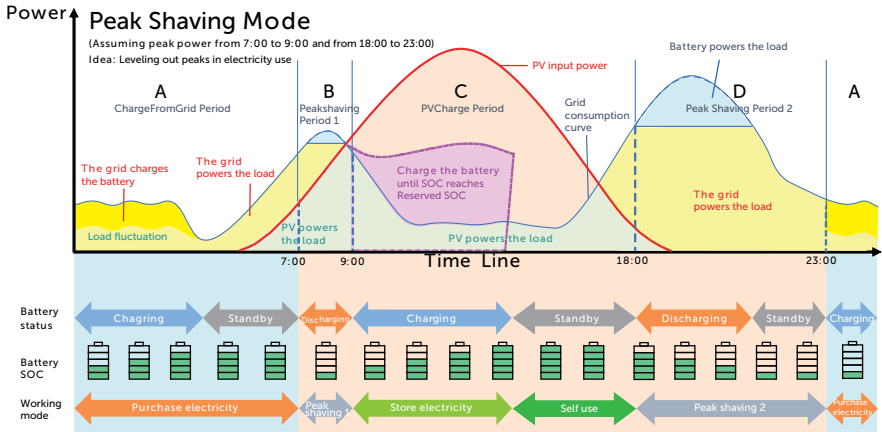 Power
Peak Shaving Mode
(Assuming peak power from 7:00 to 9:00 and from 18:00 to 23:00)
Idea: Leveling out peaks in electricity use
A
ChargeFromGrid Period
B
Peakshaving
Period 1
C
PVCharge Period
PV input power
Battery powers the load
D
Peak Shaving Period 2
A
Grid
consumption
curve
The grid charges
the battery
The grid
powers the load
Charge the battery
until SOC reaches
Reserved SOC
The grid
powers the load
Load fluctuation
PV powers
the load
PV powers the load
7:00
9:00
Time Line
18:00
23:00
Battery
status
Chagring
Standby
Discharging
Charging
Standby
Discharging
Standby
Charging
Battery
SOC
Working
mode
Purchase electricity
Peak
shaving 1
Store electricity
Self use
Peak shaving 2
Purchase
electricity